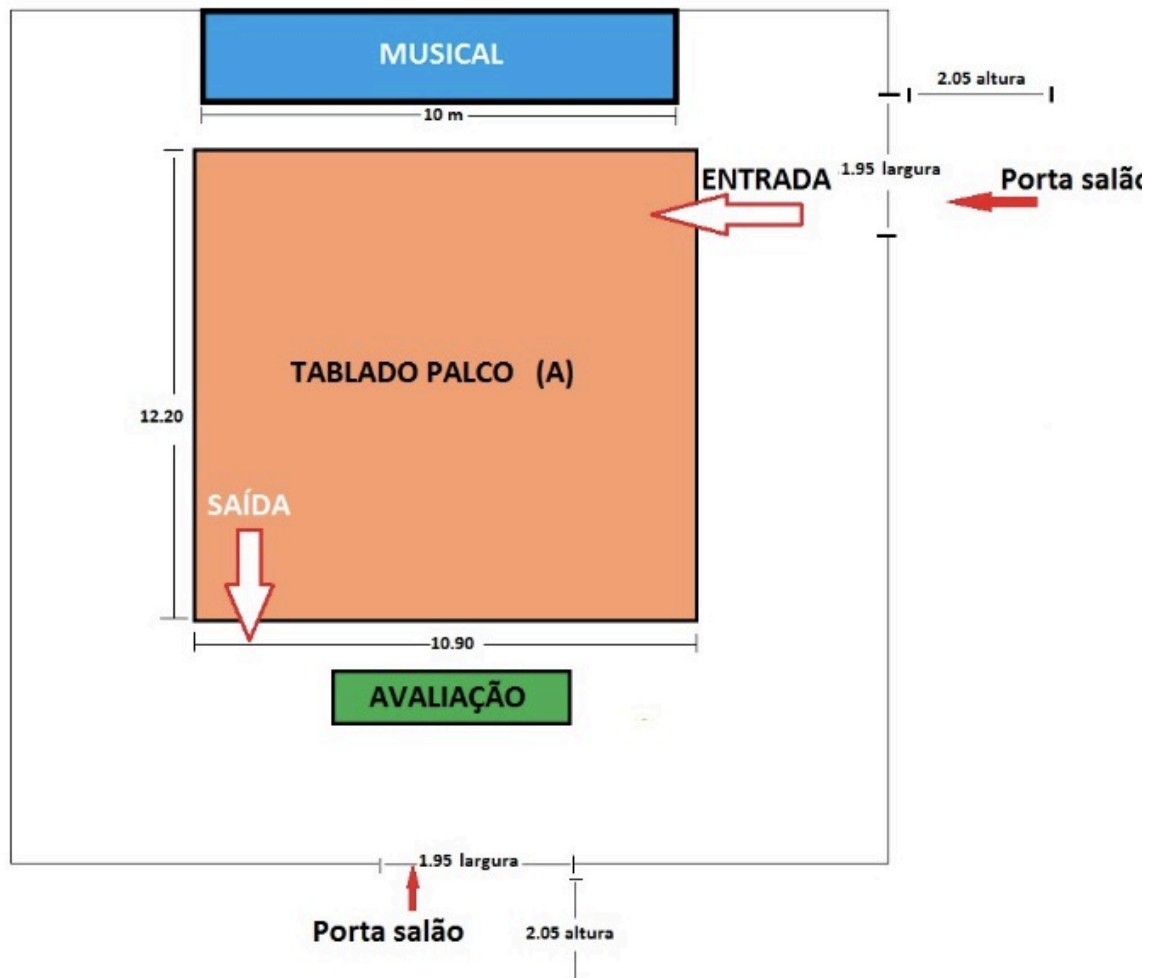 MUSICAL
2.05 altura
10 m
ENTRADA
1.95 largura
Porta salão
TABLADO PALCO (A)
12.20
SAÍDA
10.90
AVALIAÇÃO
1.95 largura
Porta salão
2.05 altura